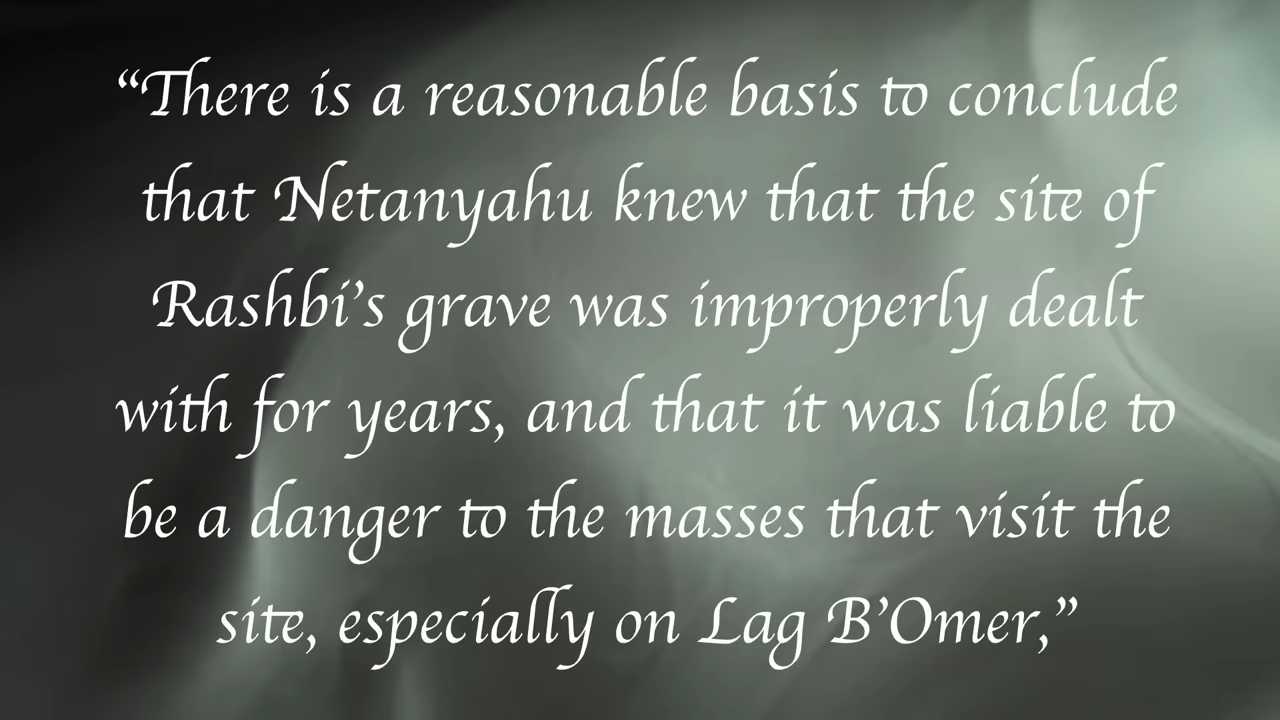 “There is a reasonable basis to conclude
that Netanyahu knew that the site of
Rashbi’s grave was improperly dealt
with for years, and that it was liable to
be a danger to the masses that visit the
site, especially on Lag B’Omer,”